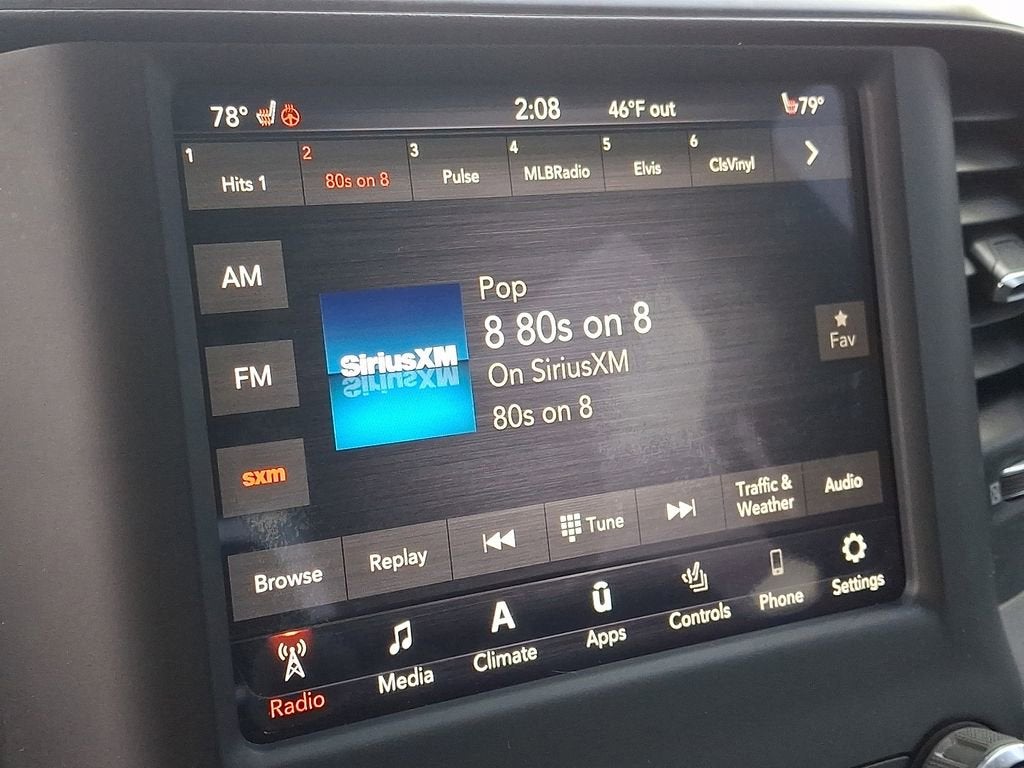 78° 2:08 46°F out 79°
1 2 3 4 5 6
Hits 1 80s on 8 Pulse MLBRadio Elvis ClsVinyl
AM
Pop
8 80s on 8
On SiriusXM
80s on 8
SiriusXM
Fav
FM
sxm
Browse Replay Tune Traffic & Weather Audio
Radio Media A Climate û Apps Controls Phone Settings